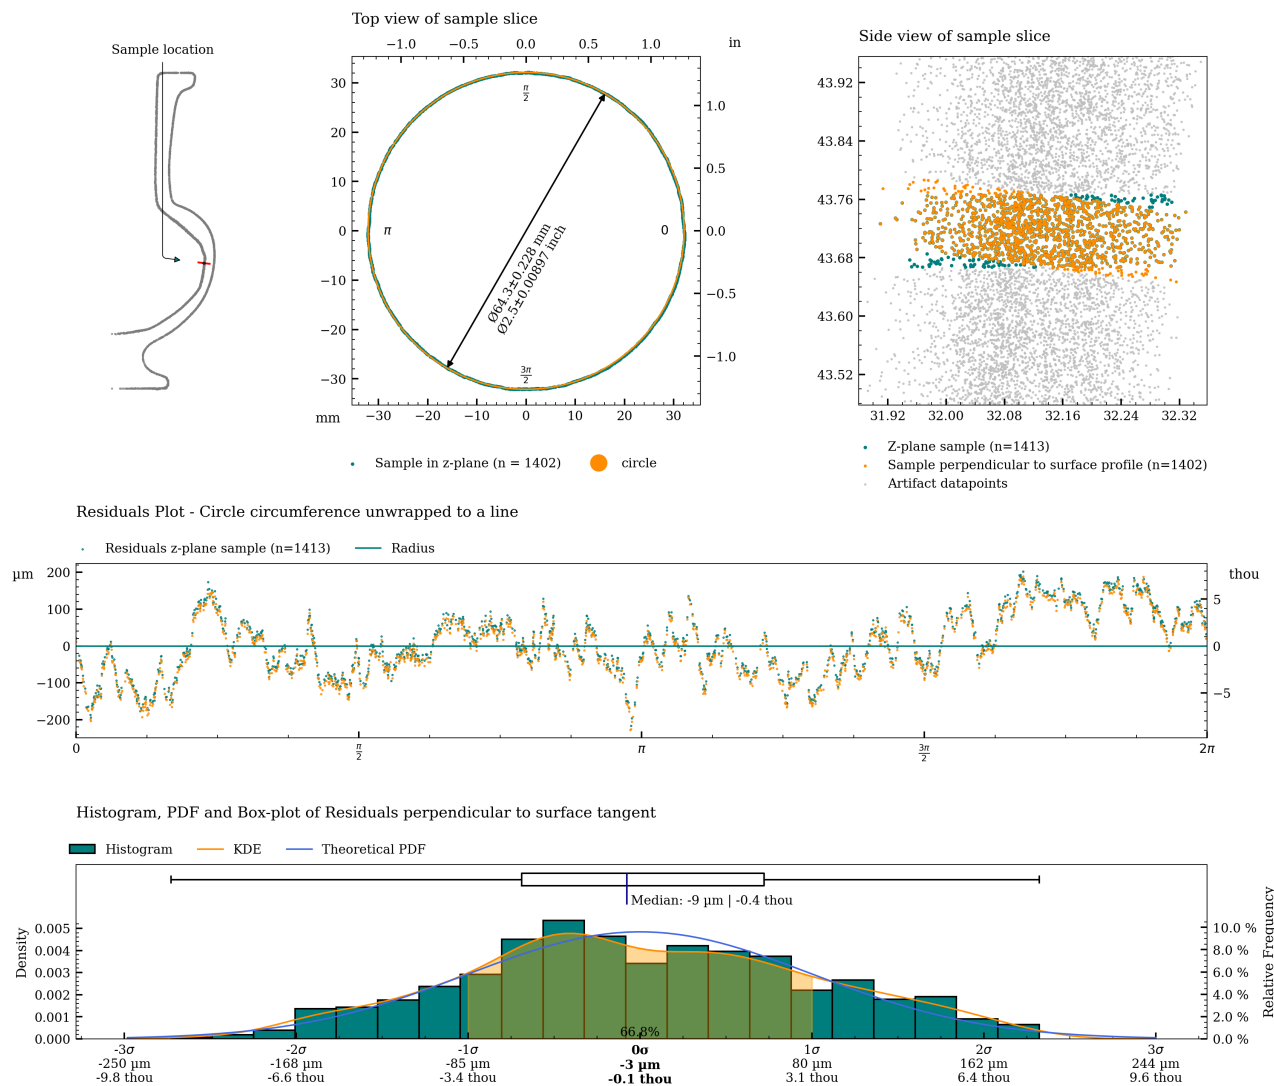 Top view of sample slice
Side view of sample slice
Sample location
−1.0 −0.5 0.0 0.5 1.0 in
30
20
10
0
−10
−20
−30
mm
1.0
0.5
0.0
−0.5
−1.0
π/2
π
0
3π/2
Ø64.3±0.228 mm
Ø2.5±0.00897 inch
−30 −20 −10 0 10 20 30
Sample in z-plane (n = 1402) circle
43.92
43.84
43.76
43.68
43.60
43.52
31.92 32.00 32.08 32.16 32.24 32.32
Z-plane sample (n=1413)
Sample perpendicular to surface profile (n=1402)
Artifact datapoints
Residuals Plot - Circle circumference unwrapped to a line
Residuals z-plane sample (n=1413) Radius
µm
200
100
0
−100
−200
thou
5
0
−5
0 π/2 π 3π/2 2π
Histogram, PDF and Box-plot of Residuals perpendicular to surface tangent
Histogram KDE Theoretical PDF
Median: -9 µm | -0.4 thou
Density
0.005
0.004
0.003
0.002
0.001
0.000
Relative Frequency
10.0 %
8.0 %
6.0 %
4.0 %
2.0 %
0.0 %
66.8%
-3σ -2σ -1σ 0σ 1σ 2σ 3σ
-250 µm -168 µm -85 µm -3 µm 80 µm 162 µm 244 µm
-9.8 thou -6.6 thou -3.4 thou -0.1 thou 3.1 thou 6.4 thou 9.6 thou